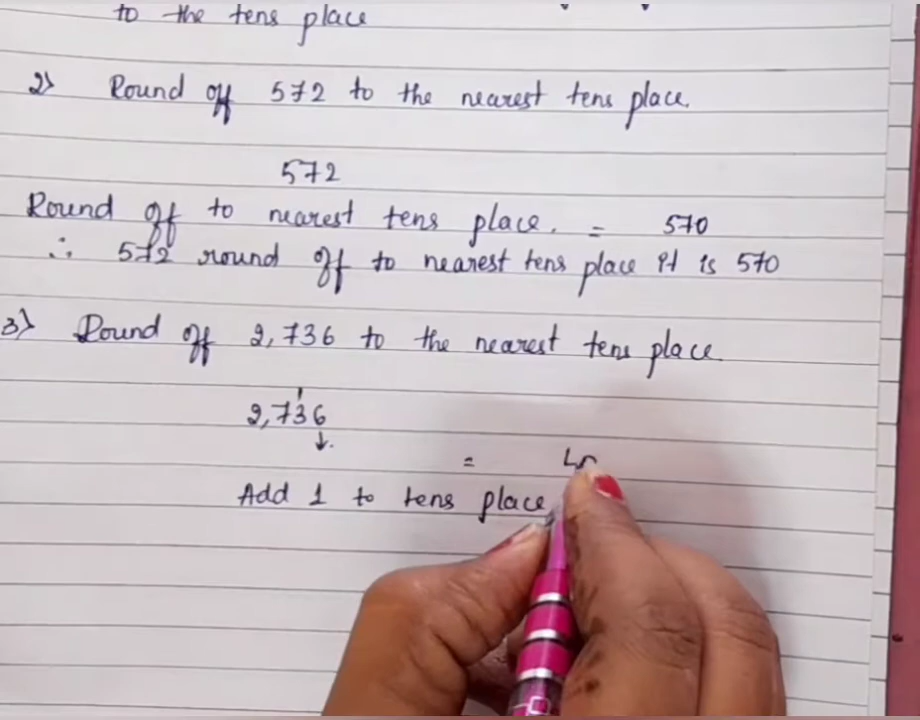 to the tens place
2) Round off 572 to the nearest tens place.
572
Round off to nearest tens place. = 570
∴ 572 round off to nearest tens place it is 570
3) Round off 2,736 to the nearest tens place.
1
2,736
↓.
= 40
Add 1 to tens place